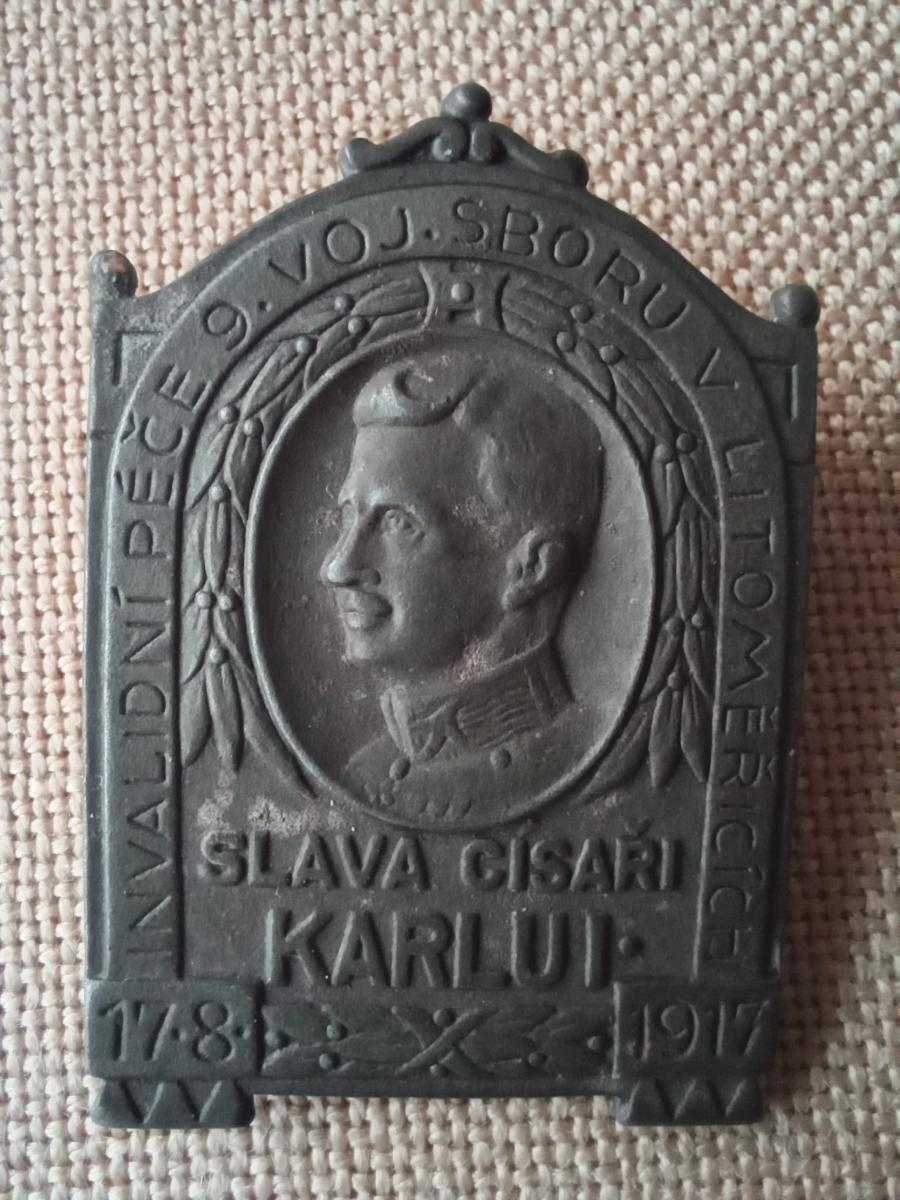 INVALIDNÍ PÉČE 9. VOJ. SBORU V LITOMĚŘICÍCH
SLAVA CÍSAŘI
KARLU I.
17.8. 1917